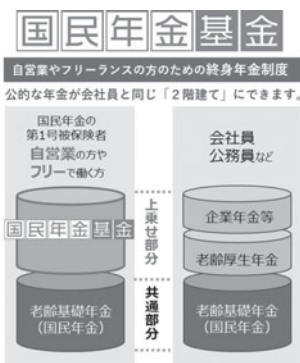 国民年金基金
自営業やフリーランスの方のための終身年金制度
公的な年金が会社員と同じ「2階建て」にできます。
国民年金の
第1号被保険者
自営業の方や
フリーで働く方
国民年金基金
老齢基礎年金
(国民年金)
上乗せ部分
共通部分
会社員
公務員など
企業年金等
老齢厚生年金
老齢基礎年金
(国民年金)